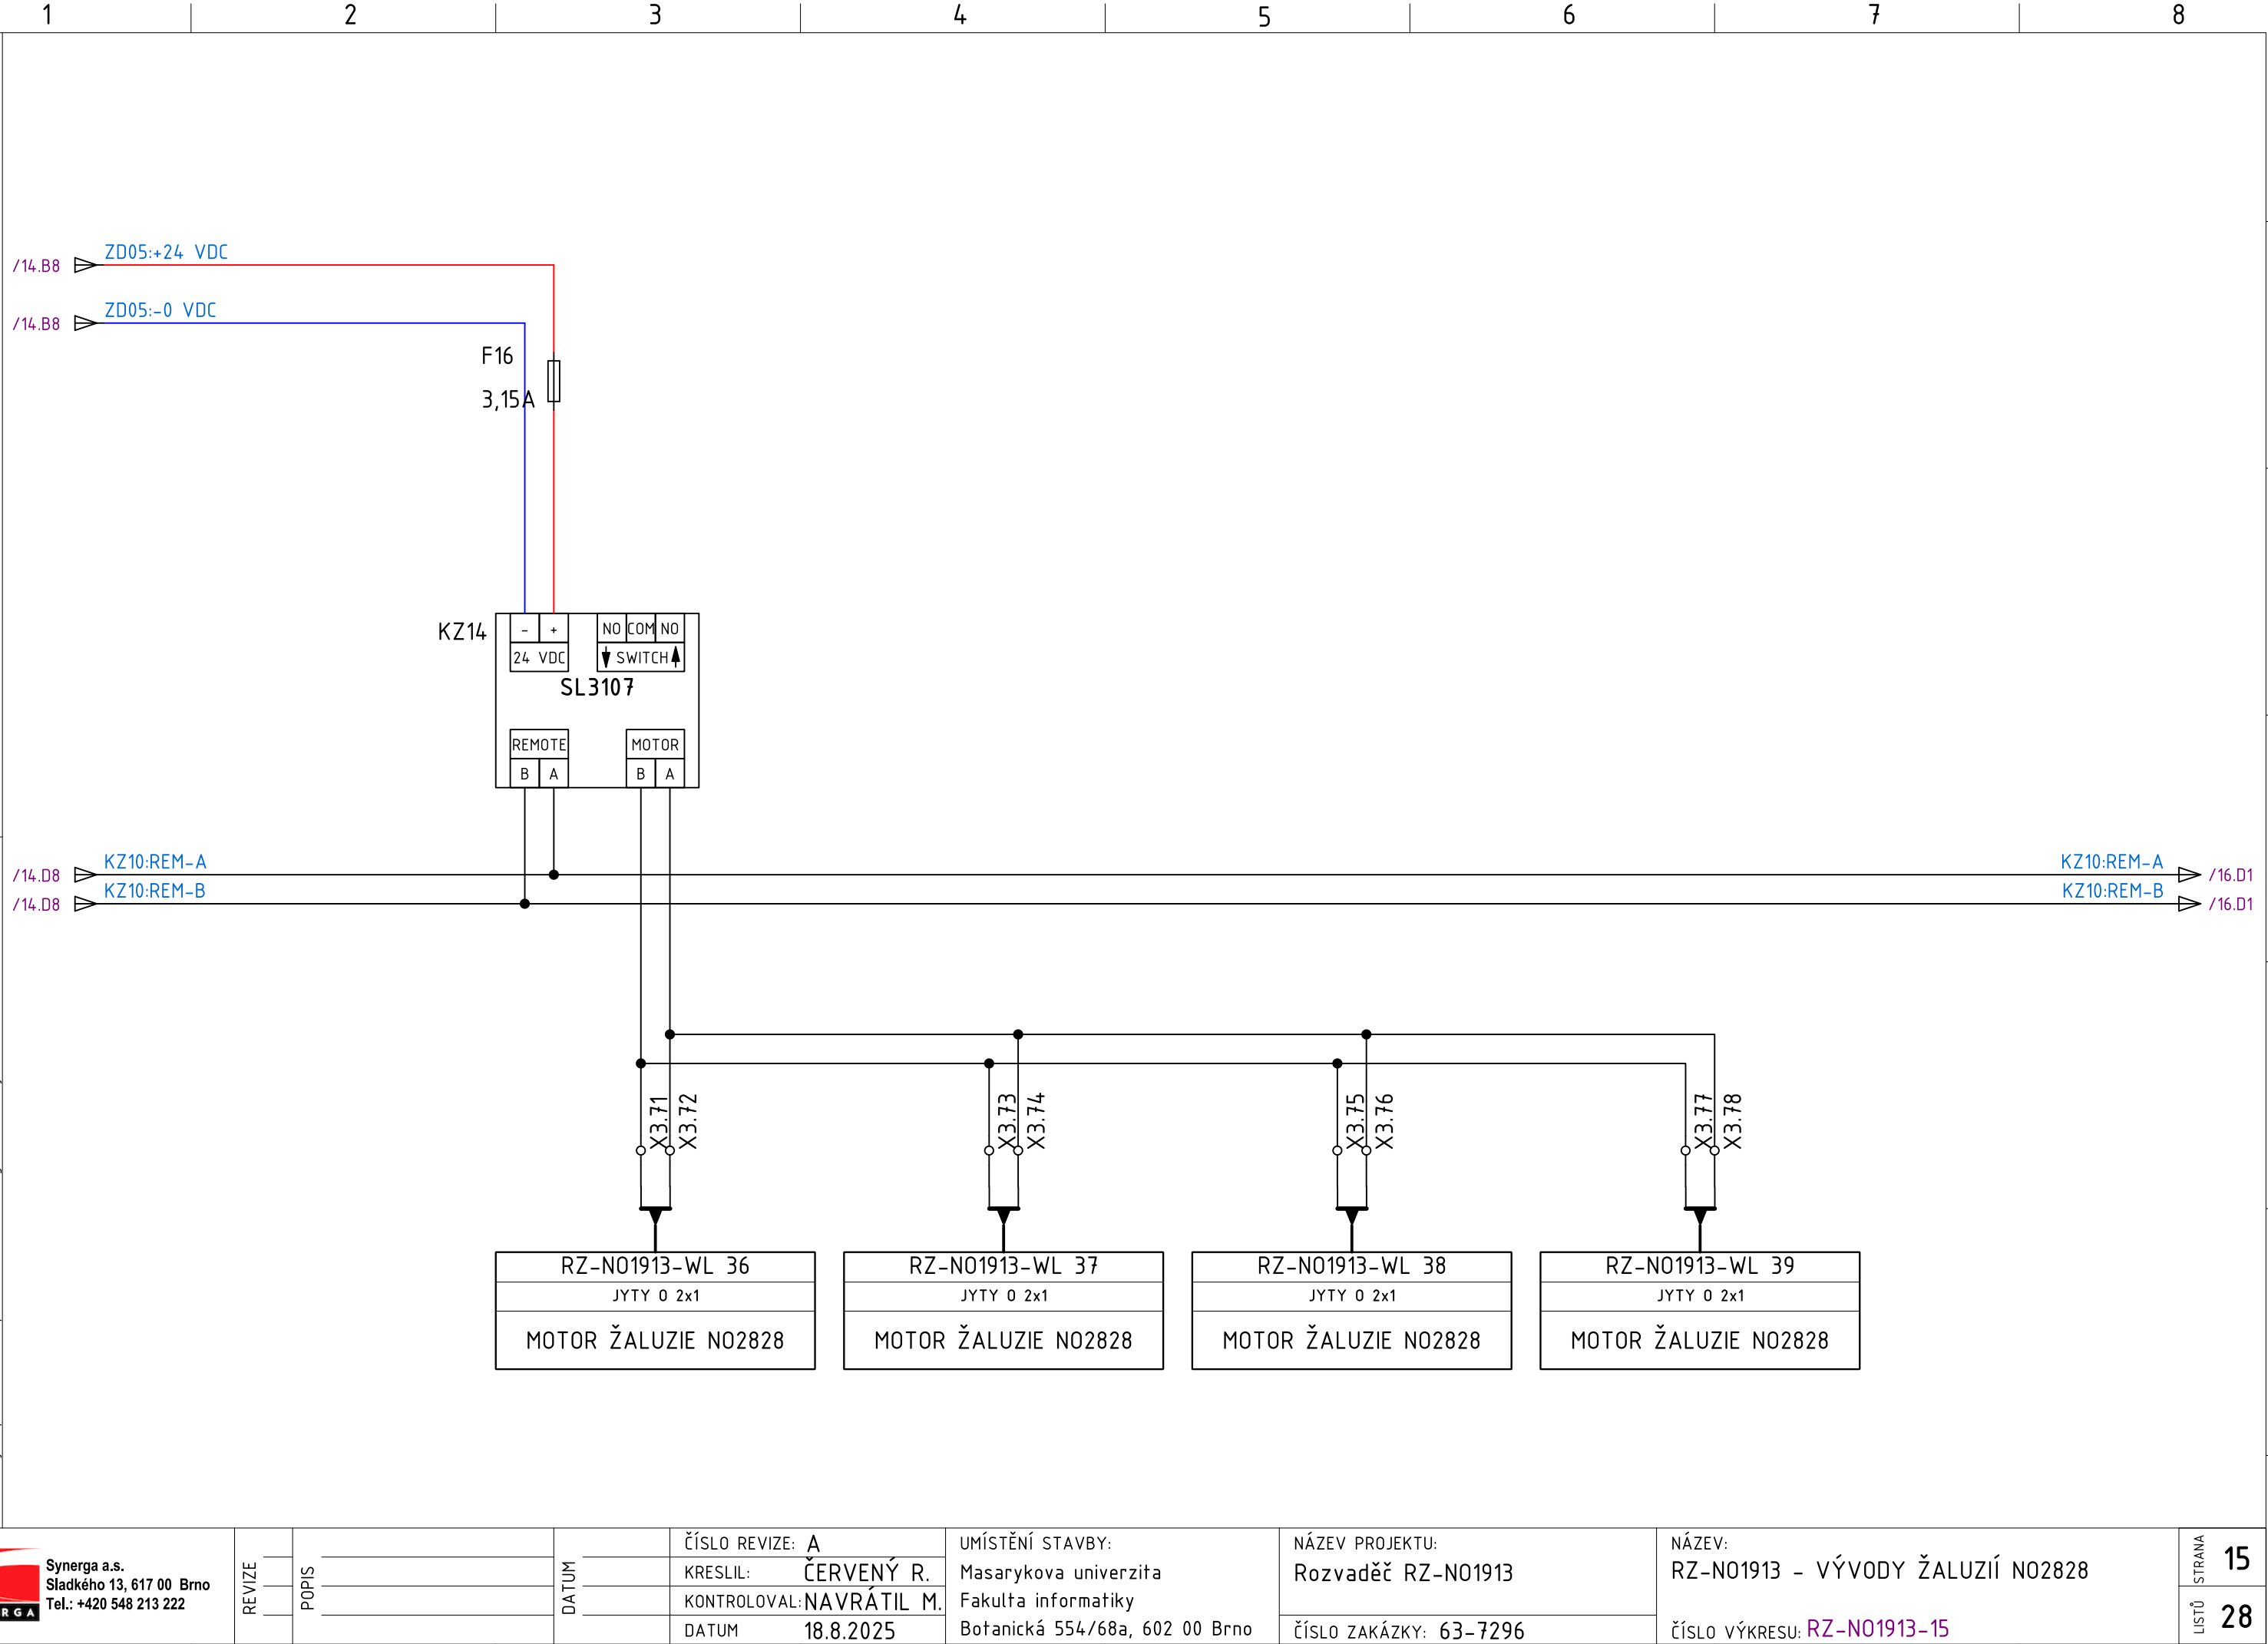 1 2 3 4 5 6 7 8
ZD05:+24 VDC
/14.B8
ZD05:-0 VDC
/14.B8
F16
3,15A
KZ14
- + NO COM NO
24 VDC SWITCH
SL3107
REMOTE MOTOR
B A B A
KZ10:REM-A KZ10:REM-A
/14.D8 /16.D1
KZ10:REM-B KZ10:REM-B
/14.D8 /16.D1
X3.71 X3.72 X3.73 X3.74 X3.75 X3.76 X3.77 X3.78
RZ-NO1913-WL 36 RZ-NO1913-WL 37 RZ-NO1913-WL 38 RZ-NO1913-WL 39
JYTY O 2x1 JYTY O 2x1 JYTY O 2x1 JYTY O 2x1
MOTOR ŽALUZIE NO2828 MOTOR ŽALUZIE NO2828 MOTOR ŽALUZIE NO2828 MOTOR ŽALUZIE NO2828
RGA
Synerga a.s.
Sladkého 13, 617 00 Brno
Tel.: +420 548 213 222
REVIZE
POPIS
DATUM
ČÍSLO REVIZE: A
KRESLIL: ČERVENÝ R.
KONTROLOVAL: NAVRÁTIL M.
DATUM 18.8.2025
UMÍSTĚNÍ STAVBY:
Masarykova univerzita
Fakulta informatiky
Botanická 554/68a, 602 00 Brno
NÁZEV PROJEKTU:
Rozvaděč RZ-NO1913
ČÍSLO ZAKÁZKY: 63-7296
NÁZEV:
RZ-NO1913 - VÝVODY ŽALUZIÍ NO2828
ČÍSLO VÝKRESU: RZ-NO1913-15
STRANA 15
LISTŮ 28